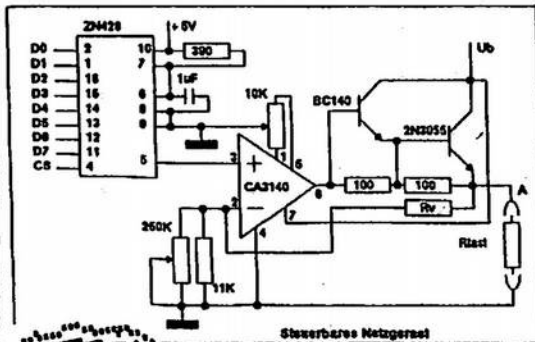 ZN428
+ 5V
Ub
D0 2 10 390
D1 1 7
D2 16 1uF
D3 15 6
D4 14 8
D5 13 9
D6 12
D7 11
CS 4 5
10K
BC140
2N3055
1 5
3 +
CA3140
6
2 −
7
4
100 100
Rv
A
Rlast
250K
11K
Steuerbares Netzgeraet